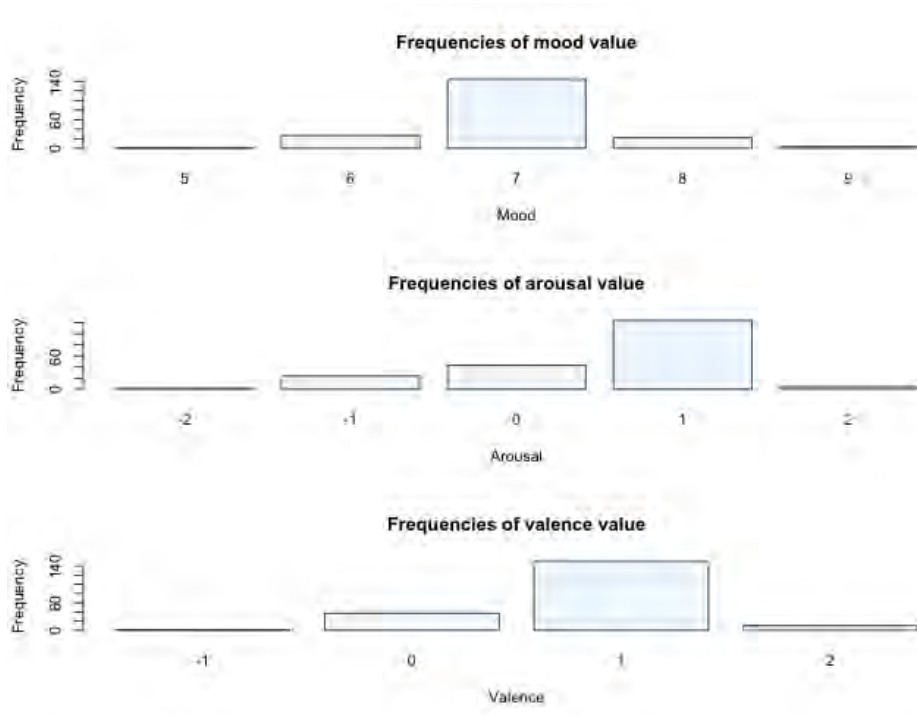 Frequencies of mood value
Frequency
0 60 140
5 6 7 8 9
Mood
Frequencies of arousal value
Frequency
0 60
-2 -1 0 1 2
Arousal
Frequencies of valence value
Frequency
0 60 140
-1 0 1 2
Valence